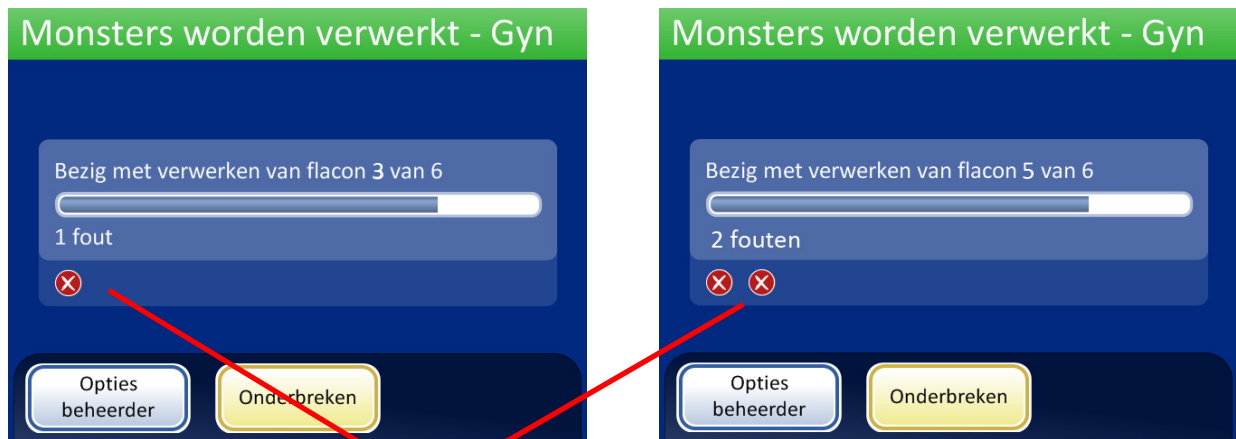 Monsters worden verwerkt - Gyn
Bezig met verwerken van flacon 3 van 6
1 fout
Opties
beheerder
Onderbreken
Monsters worden verwerkt - Gyn
Bezig met verwerken van flacon 5 van 6
2 fouten
Opties
beheerder
Onderbreken